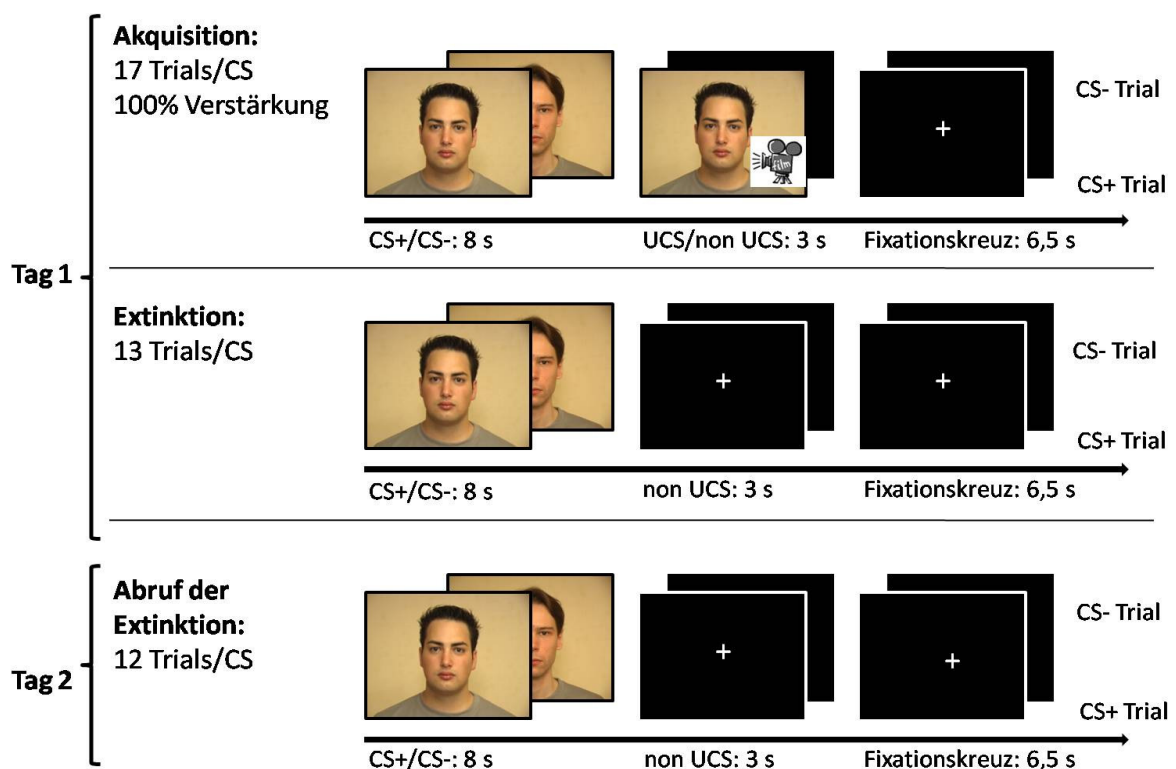 Akquisition:
17 Trials/CS
100% Verstärkung
film
CS- Trial
CS+ Trial
CS+/CS-: 8 s
UCS/non UCS: 3 s
Fixationskreuz: 6,5 s
Tag 1
Extinktion:
13 Trials/CS
CS- Trial
CS+ Trial
CS+/CS-: 8 s
non UCS: 3 s
Fixationskreuz: 6,5 s
Abruf der
Extinktion:
12 Trials/CS
CS- Trial
Tag 2
CS+ Trial
CS+/CS-: 8 s
non UCS: 3 s
Fixationskreuz: 6,5 s